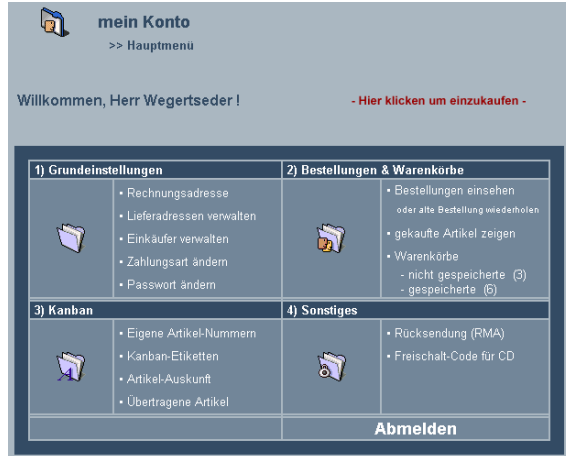 mein Konto
>> Hauptmenü
Willkommen, Herr Wegertseder !
- Hier klicken um einzukaufen -
1) Grundeinstellungen
• Rechnungsadresse
• Lieferadressen verwalten
• Einkäufer verwalten
• Zahlungsart ändern
• Passwort ändern
2) Bestellungen & Warenkörbe
• Bestellungen einsehen
oder alte Bestellung wiederholen
• gekaufte Artikel zeigen
• Warenkörbe
- nicht gespeicherte (3)
- gespeicherte (6)
3) Kanban
• Eigene Artikel-Nummern
• Kanban-Etiketten
• Artikel-Auskunft
• Übertragene Artikel
4) Sonstiges
• Rücksendung (RMA)
• Freischalt-Code für CD
Abmelden